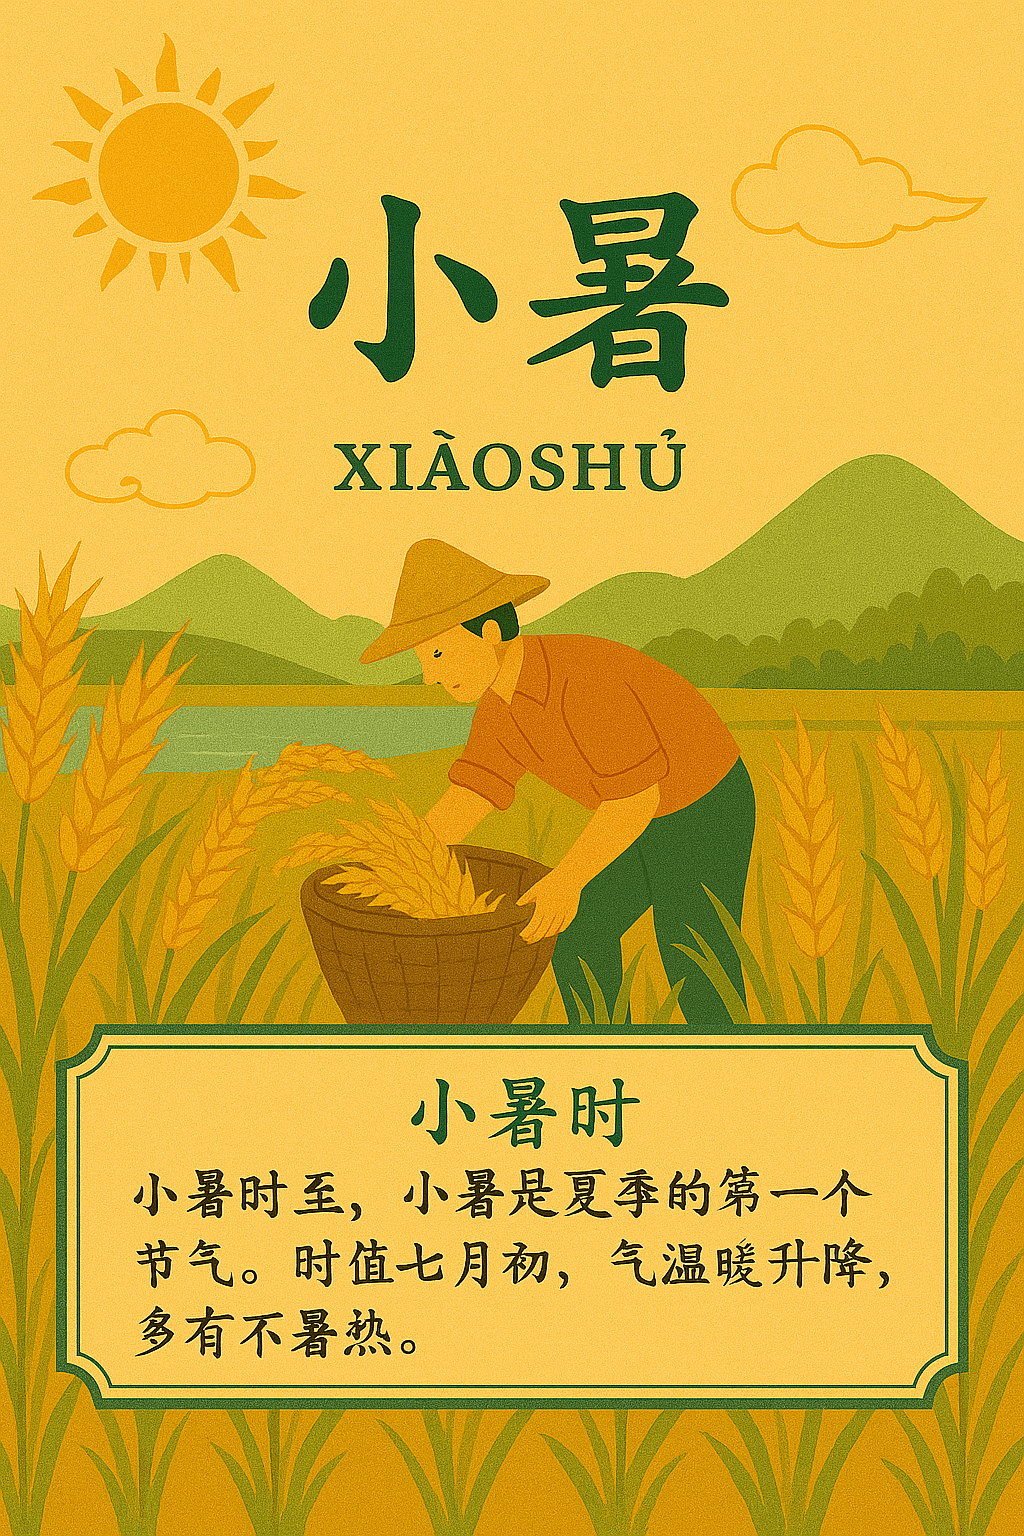 小暑
XIÀOSHỦ
小暑时
小暑时至，小暑是夏季的第一个
节气。时值七月初，气温暖升降，
多有不暑热。